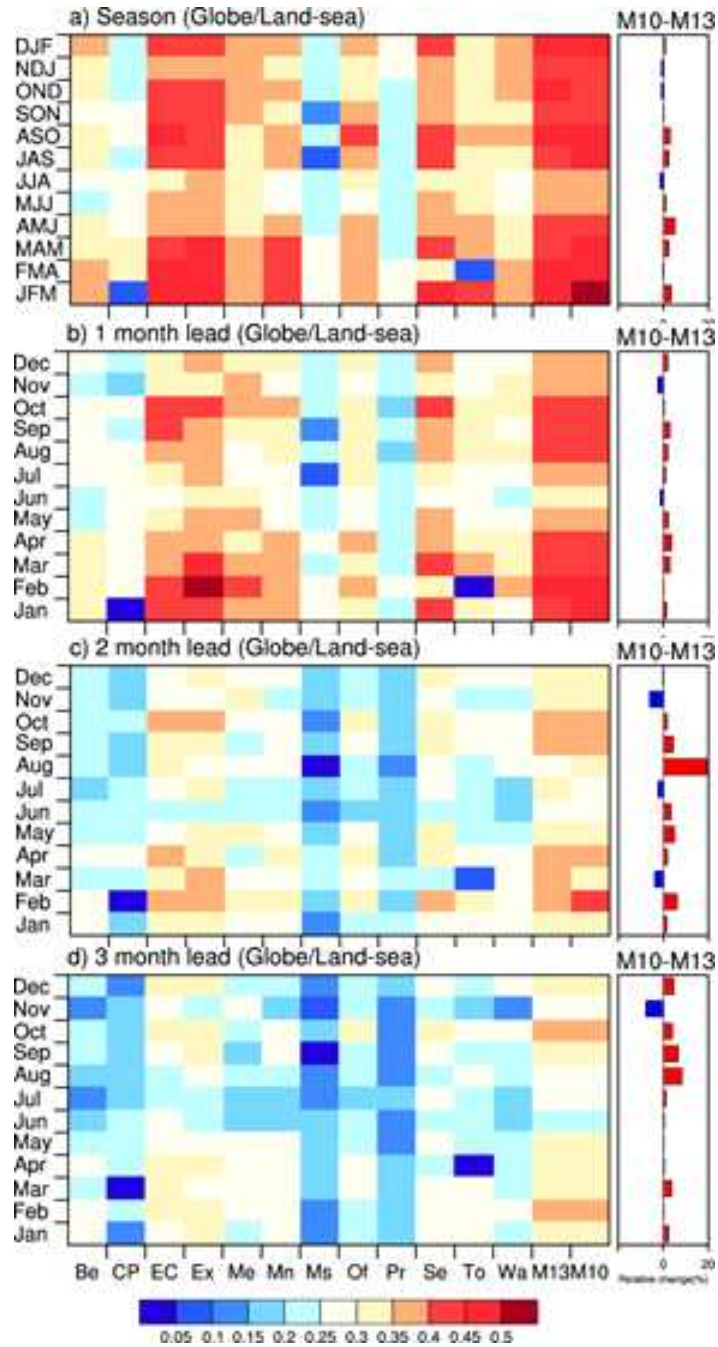 a) Season (Globe/Land-sea) M10-M13
DJF
NDJ
OND
SON
ASO
JAS
JJA
MJJ
AMJ
MAM
FMA
JFM
b) 1 month lead (Globe/Land-sea) M10-M13
Dec
Nov
Oct
Sep
Aug
Jul
Jun
May
Apr
Mar
Feb
Jan
c) 2 month lead (Globe/Land-sea) M10-M13
Dec
Nov
Oct
Sep
Aug
Jul
Jun
May
Apr
Mar
Feb
Jan
d) 3 month lead (Globe/Land-sea) M10-M13
Dec
Nov
Oct
Sep
Aug
Jul
Jun
May
Apr
Mar
Feb
Jan
Be CP EC Ex Me Mn Ms Of Pr Se To Wa M13 M10
0 20
Relative change(%)
0.05 0.1 0.15 0.2 0.25 0.3 0.35 0.4 0.45 0.5